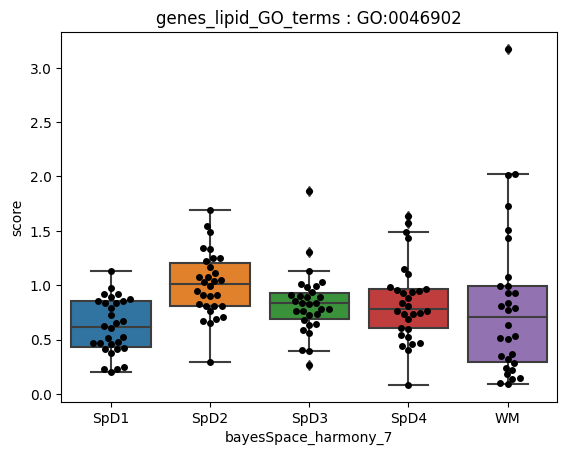 genes_lipid_GO_terms : GO:0046902
score
3.0
2.5
2.0
1.5
1.0
0.5
0.0
SpD1 SpD2 SpD3 SpD4 WM
bayesSpace_harmony_7